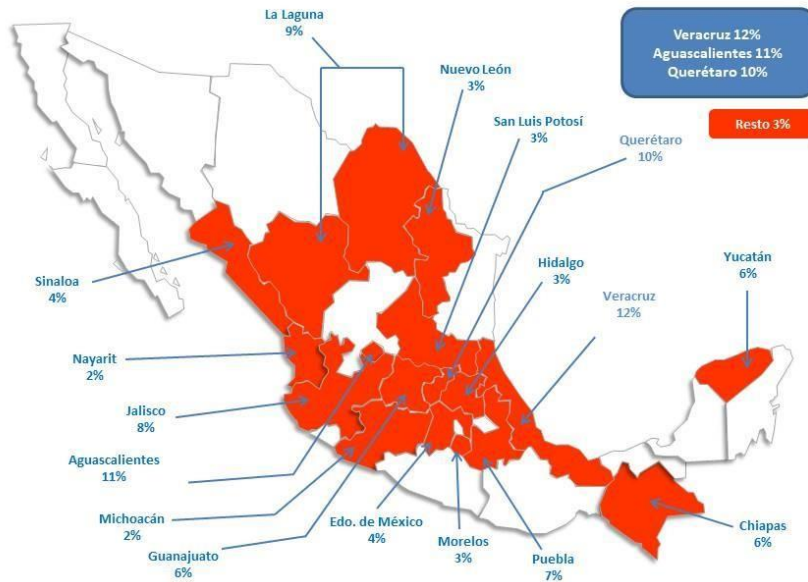 La Laguna
9%
Veracruz 12%
Aguascalientes 11%
Querétaro 10%
Nuevo León
3%
San Luis Potosí
3%
Resto 3%
Querétaro
10%
Hidalgo
3%
Yucatán
6%
Sinaloa
4%
Veracruz
12%
Nayarit
2%
Jalisco
8%
Aguascalientes
11%
Michoacán
2%
Edo. de México
4%
Chiapas
6%
Guanajuato
6%
Morelos
3%
Puebla
7%